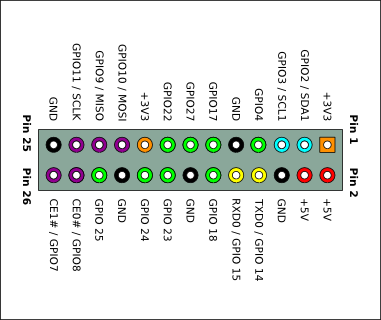 GND
GPIO11 / SCLK
GPIO9 / MISO
GPIO10 / MOSI
+3V3
GPIO22
GPIO27
GPIO17
GND
GPIO4
GPIO3 / SCL1
GPIO2 / SDA1
+3V3
Pin 25
Pin 1
Pin 26
Pin 2
CE1# / GPIO7
CE0# / GPIO8
GPIO 25
GND
GPIO 24
GPIO 23
GND
GPIO 18
RXD0 / GPIO 15
TXD0 / GPIO 14
GND
+5V
+5V